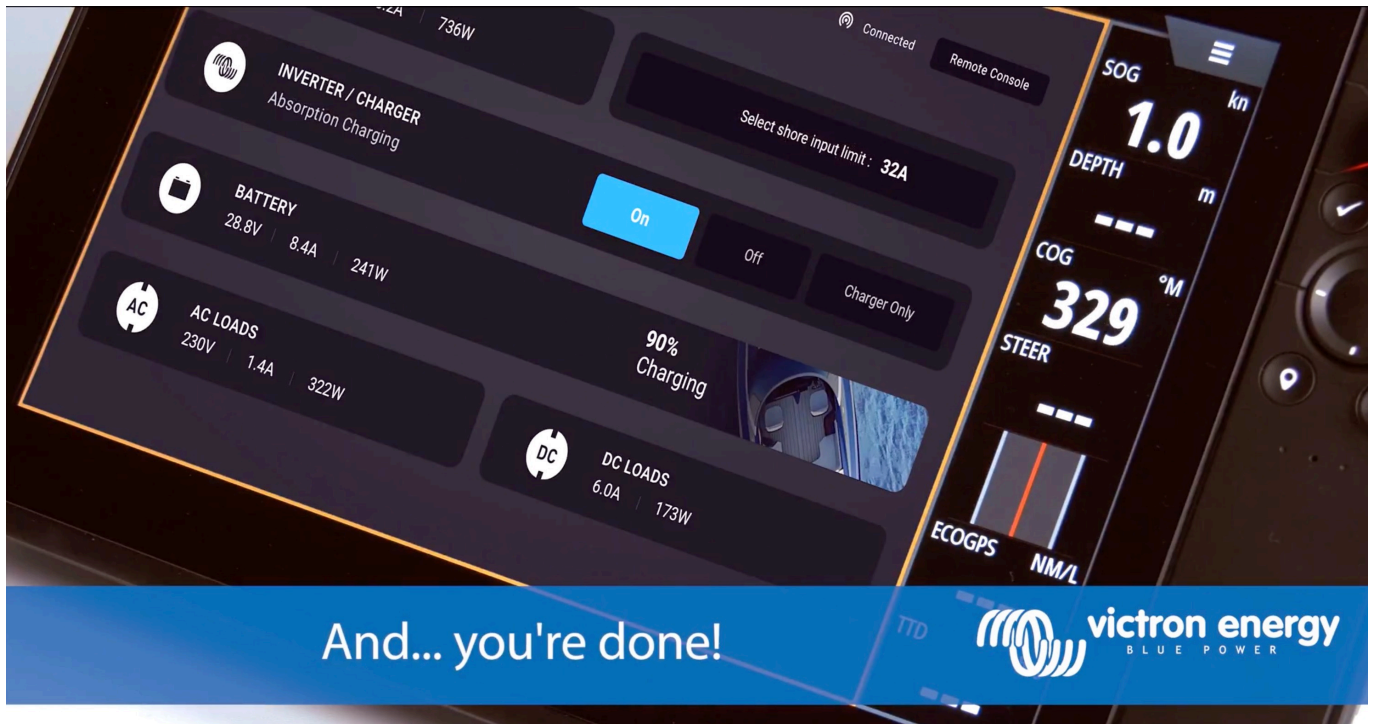 736W
Connected
Remote Console
INVERTER / CHARGER
Absorption Charging
Select shore input limit : 32A
On
Off
Charger Only
BATTERY
28.8V | 8.4A | 241W
90%
Charging
AC
AC LOADS
230V | 1.4A | 322W
DC
DC LOADS
6.0A | 173W
SOG
kn
1.0
DEPTH
m
---
COG
°M
329
STEER
---
ECOGPS
NM/L
---
TTD
---
And... you're done!
victron energy
BLUE POWER